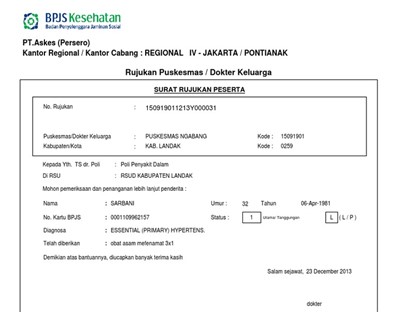 BPJS Kesehatan
Badan Penyelenggara Jaminan Sosial
PT.Askes (Persero)
Kantor Regional / Kantor Cabang : REGIONAL IV - JAKARTA / PONTIANAK
Rujukan Puskesmas / Dokter Keluarga
SURAT RUJUKAN PESERTA
No. Rujukan : 150919011213Y000031
Puskesmas/Dokter Keluarga : PUSKESMAS NGABANG Kode : 15091901
Kabupaten/Kota : KAB. LANDAK Kode : 0259
Kepada Yth. TS dr. Poli : Poli Penyakit Dalam
Di RSU : RSUD KABUPATEN LANDAK
Mohon pemeriksaan dan penanganan lebih lanjut penderita :
Nama : SARBANI Umur : 32 Tahun 06-Apr-1981
No. Kartu BPJS : 0001109962157 Status : 1 Utama/ Tanggungan L ( L / P )
Diagnosa : ESSENTIAL (PRIMARY) HYPERTENS.
Telah diberikan : obat asam mefenamat 3x1
Demikian atas bantuannya, diucapkan banyak terima kasih
Salam sejawat, 23 December 2013
dokter